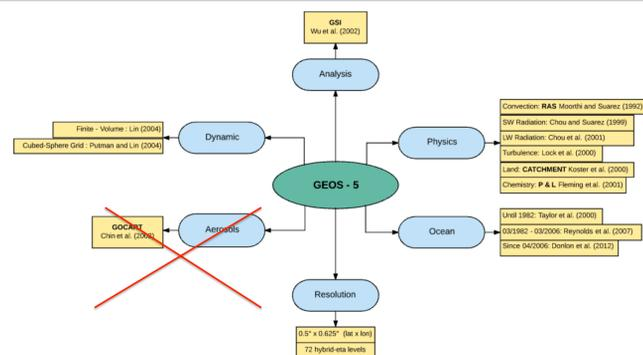 GSI
Wu et al. (2002)
Analysis
Finite - Volume : Lin (2004)
Cubed-Sphere Grid : Putman and Lin (2004)
Dynamic
Physics
Convection: RAS Moorthi and Suarez (1992)
SW Radiation: Chou and Suarez (1999)
LW Radiation: Chou et al. (2001)
Turbulence: Lock et al. (2000)
Land: CATCHMENT Koster et al. (2000)
Chemistry: P & L Fleming et al. (2001)
GEOS - 5
GOCART
Chin et al. (2002)
Aerosols
Ocean
Until 1982: Taylor et al. (2000)
03/1982 - 03/2006: Reynolds et al. (2007)
Since 04/2006: Donlon et al. (2012)
Resolution
0.5° x 0.625° (lat x lon)
72 hybrid-eta levels